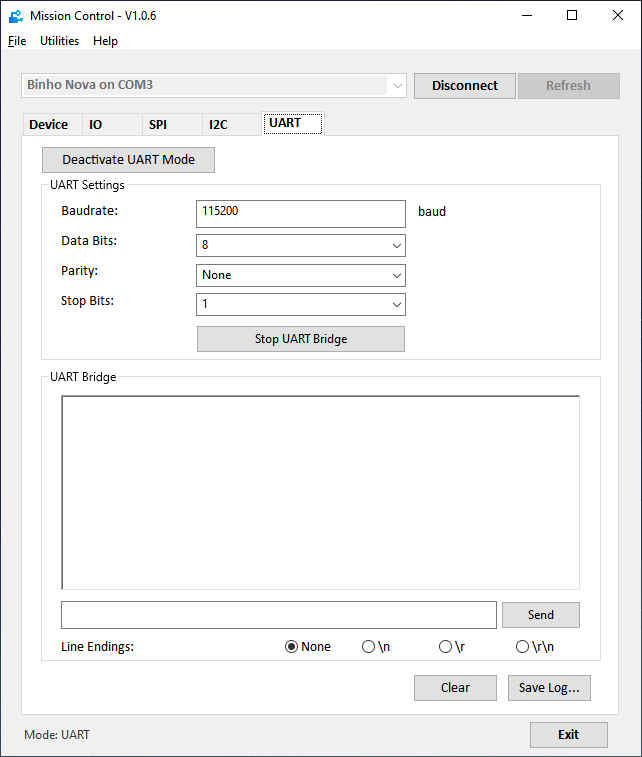 Mission Control - V1.0.6
File Utilities Help
Binho Nova on COM3 Disconnect Refresh
Device IO SPI I2C UART
Deactivate UART Mode
UART Settings
Baudrate: 115200 baud
Data Bits: 8
Parity: None
Stop Bits: 1
Stop UART Bridge
UART Bridge
Send
Line Endings: None \n \r \r\n
Clear Save Log...
Mode: UART Exit